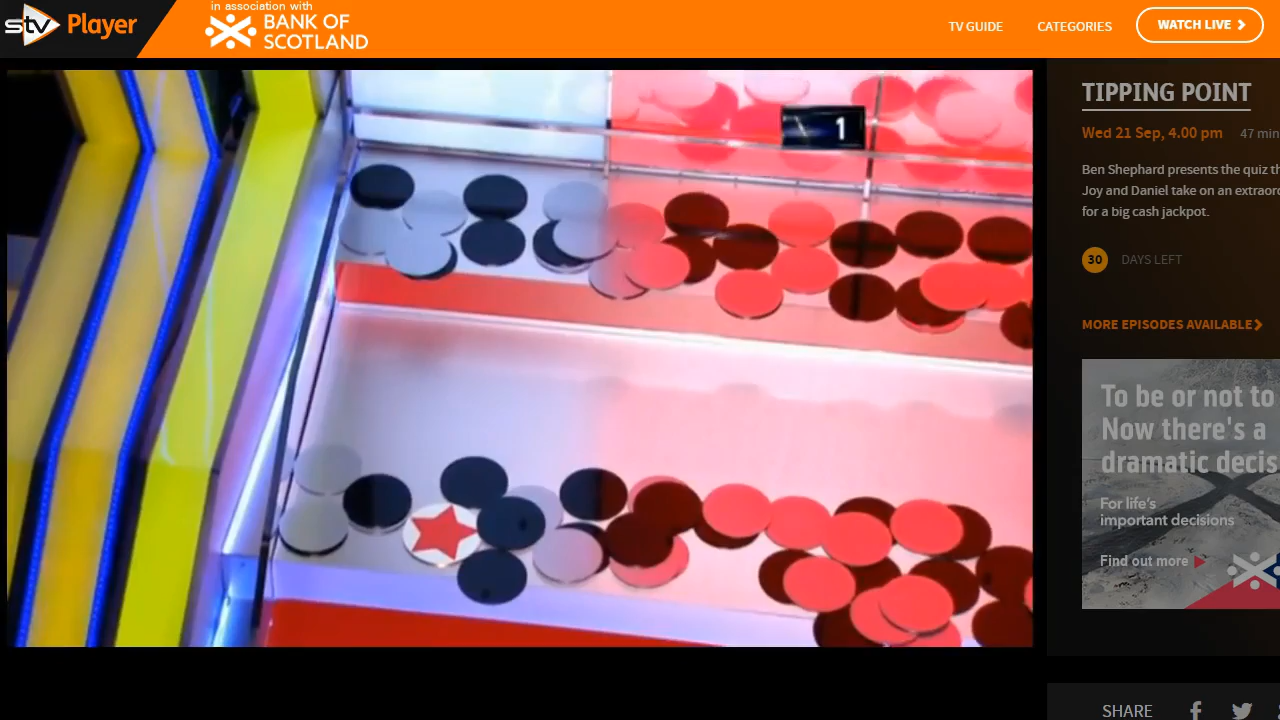 in association with
stv Player
BANK OF
SCOTLAND
TV GUIDE
CATEGORIES
WATCH LIVE
1
TIPPING POINT
Wed 21 Sep, 4.00 pm
47 min
Ben Shephard presents the quiz th
Joy and Daniel take on an extraord
for a big cash jackpot.
30
DAYS LEFT
MORE EPISODES AVAILABLE
To be or not to
Now there's a
dramatic decis
For life's
important decisions
Find out more
SHARE